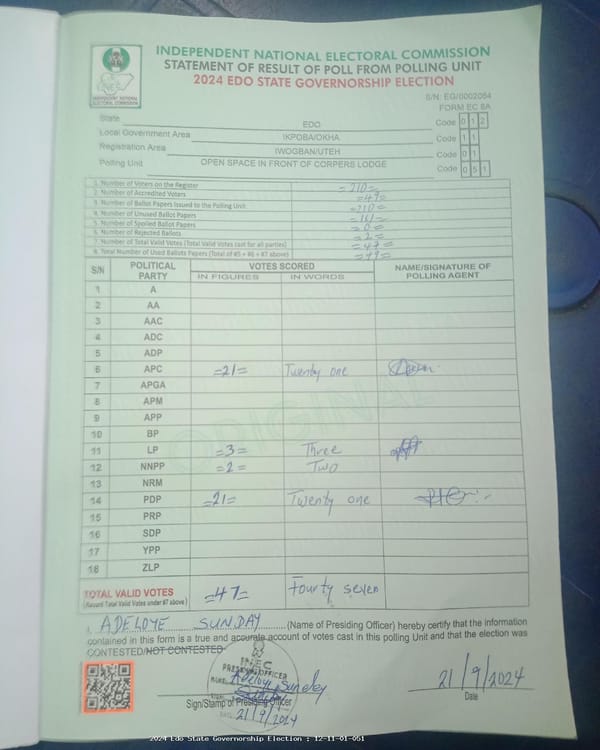 INDEPENDENT NATIONAL ELECTORAL COMMISSION
STATEMENT OF RESULT OF POLL FROM POLLING UNIT
2024 EDO STATE GOVERNORSHIP ELECTION
S/N: EG/0002064
FORM EC 8A
State EDO Code 0 1 2
Local Government Area IKPOBA/OKHA Code 1 1
Registration Area IWOGBAN/UTEH Code 0 1
Polling Unit OPEN SPACE IN FRONT OF CORPERS LODGE Code 0 5 1
1. Number of Voters on the Register =210=
2. Number of Accredited Voters =49=
3. Number of Ballot Papers Issued to the Polling Unit =210=
4. Number of Unused Ballot Papers =161=
5. Number of Spoiled Ballot Papers =0=
6. Number of Rejected Ballots =2=
7. Number of Total Valid Votes (Total Valid Votes cast for all parties) =47=
8. Total Number of Used Ballots Papers (Total of #5 + #6 + #7 above) =49=
S/N POLITICAL PARTY VOTES SCORED NAME/SIGNATURE OF POLLING AGENT
IN FIGURES IN WORDS
1 A
2 AA
3 AAC
4 ADC
5 ADP
6 APC =21= Twenty one
7 APGA
8 APM
9 APP
10 BP
11 LP =3= Three
12 NNPP =2= Two
13 NRM
14 PDP =21= Twenty one
15 PRP
16 SDP
17 YPP
18 ZLP
TOTAL VALID VOTES =47= Fourty seven
(Record Total Valid Votes under #7 above)
ORIGINAL
I, ADELOYE SUNDAY (Name of Presiding Officer) hereby certify that the information
contained in this form is a true and accurate account of votes cast in this polling Unit and that the election was
CONTESTED/NOT CONTESTED.
INEC
PRESIDING OFFICER
Adeloye Sunday
21/9/2024
Sign/Stamp of Presiding Officer
21/9/2024
Date
2024 Edo State Governorship Election : 12-11-01-051